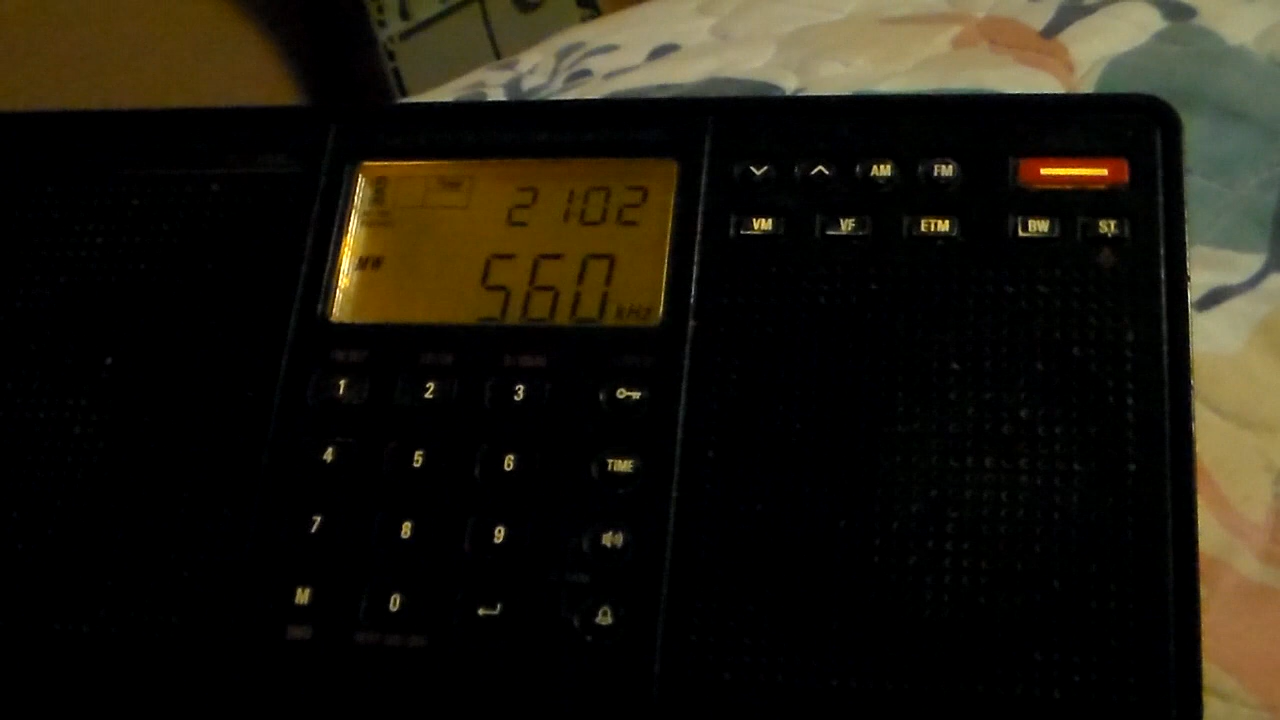 21:02
MW
560 kHz
AM FM
VM VF ETM BW ST
1 2 3
4 5 6 TIME
7 8 9
M 0